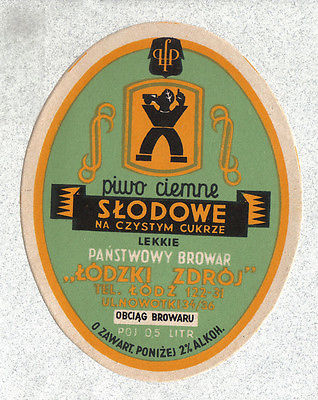 piwo ciemne
SŁODOWE
NA CZYSTYM CUKRZE
LEKKIE
PAŃSTWOWY BROWAR
„ŁÓDZKI ZDRÓJ"
TEL. ŁÓDŹ 122-31
UL. NOWOTKI 34/36
OBCIĄG BROWARU
POJ 0,5 LITR
O ZAWART. PONIŻEJ 2% ALKOH.